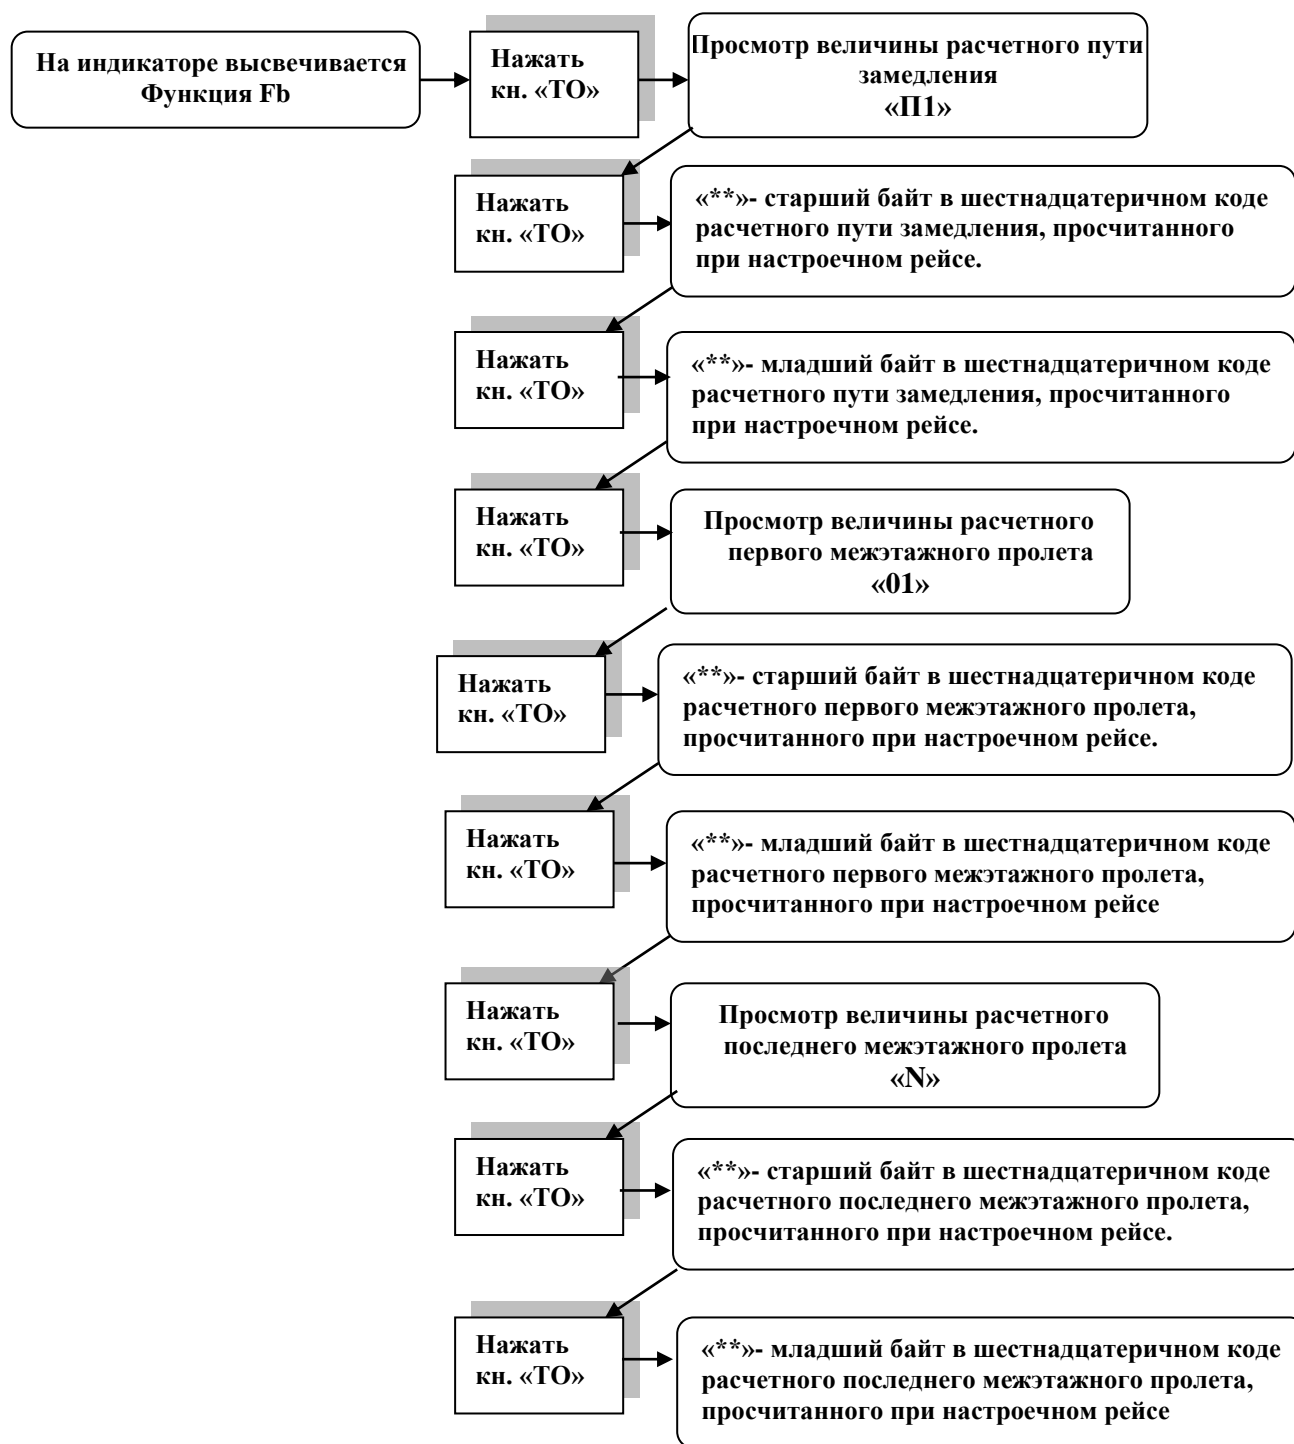 На индикаторе высвечивается
Функция Fb
Нажать
кн. «ТО»
Просмотр величины расчетного пути
замедления
«П1»
Нажать
кн. «ТО»
«**»- старший байт в шестнадцатеричном коде
расчетного пути замедления, просчитанного
при настроечном рейсе.
Нажать
кн. «ТО»
«**»- младший байт в шестнадцатеричном коде
расчетного пути замедления, просчитанного
при настроечном рейсе.
Нажать
кн. «ТО»
Просмотр величины расчетного
первого межэтажного пролета
«01»
Нажать
кн. «ТО»
«**»- старший байт в шестнадцатеричном коде
расчетного первого межэтажного пролета,
просчитанного при настроечном рейсе.
Нажать
кн. «ТО»
«**»- младший байт в шестнадцатеричном коде
расчетного первого межэтажного пролета,
просчитанного при настроечном рейсе
Нажать
кн. «ТО»
Просмотр величины расчетного
последнего межэтажного пролета
«N»
Нажать
кн. «ТО»
«**»- старший байт в шестнадцатеричном коде
расчетного последнего межэтажного пролета,
просчитанного при настроечном рейсе.
Нажать
кн. «ТО»
«**»- младший байт в шестнадцатеричном коде
расчетного последнего межэтажного пролета,
просчитанного при настроечном рейсе